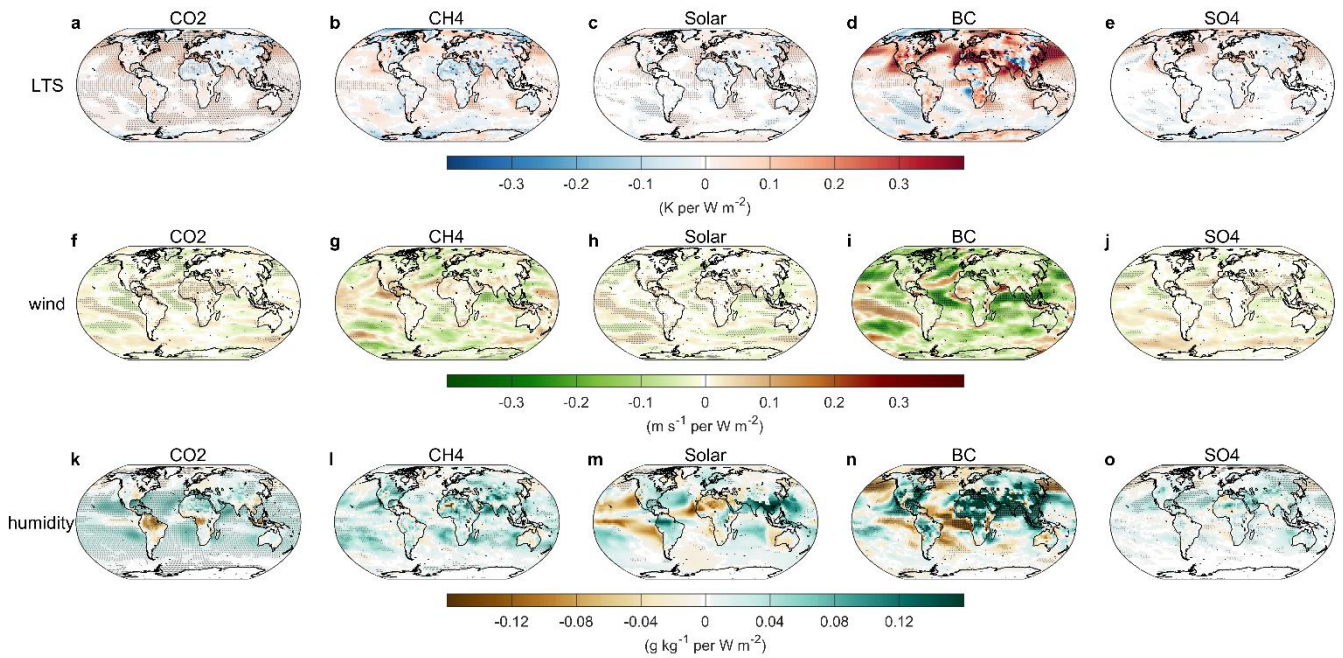 a CO2 b CH4 c Solar d BC e SO4
LTS
-0.3 -0.2 -0.1 0 0.1 0.2 0.3
(K per W m⁻²)
f CO2 g CH4 h Solar i BC j SO4
wind
-0.3 -0.2 -0.1 0 0.1 0.2 0.3
(m s⁻¹ per W m⁻²)
k CO2 l CH4 m Solar n BC o SO4
humidity
-0.12 -0.08 -0.04 0 0.04 0.08 0.12
(g kg⁻¹ per W m⁻²)